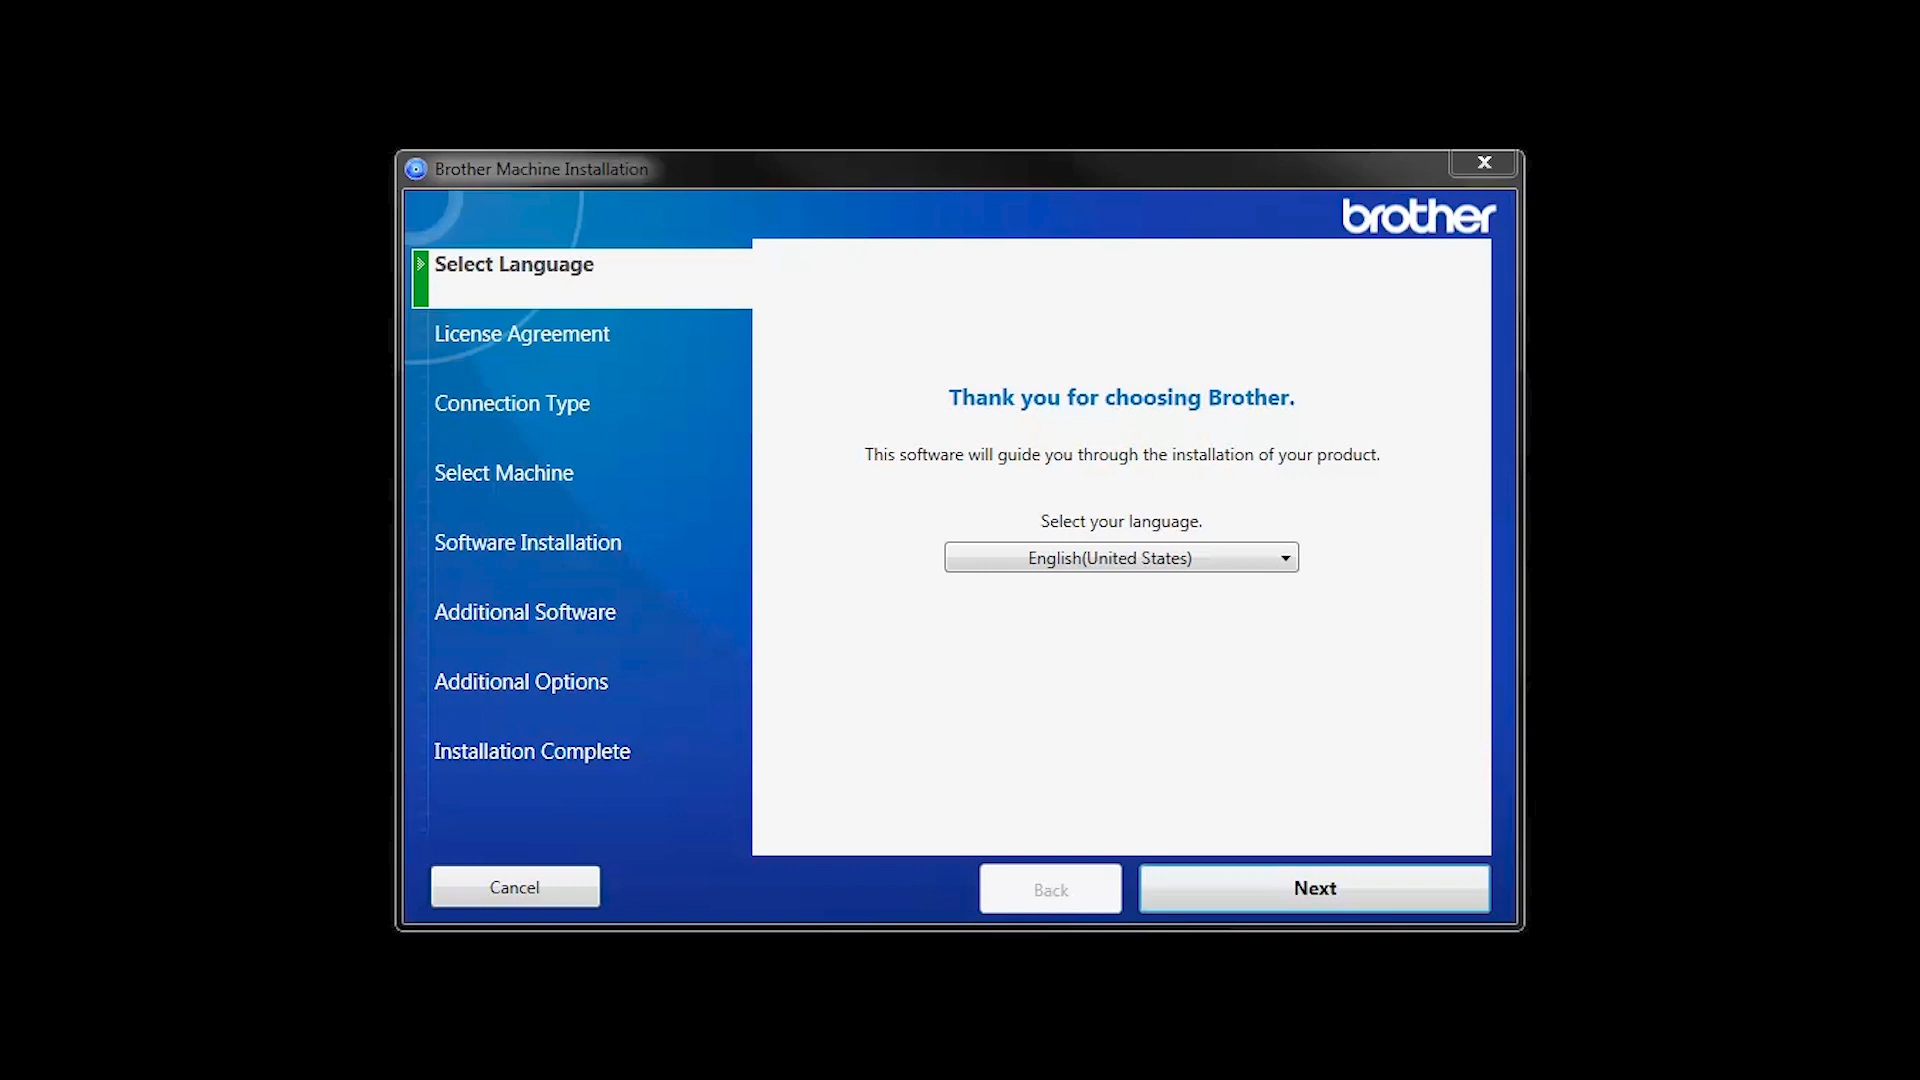 Brother Machine Installation
X
brother
Select Language
License Agreement
Connection Type
Select Machine
Software Installation
Additional Software
Additional Options
Installation Complete
Thank you for choosing Brother.
This software will guide you through the installation of your product.
Select your language.
English(United States)
Cancel
Back
Next